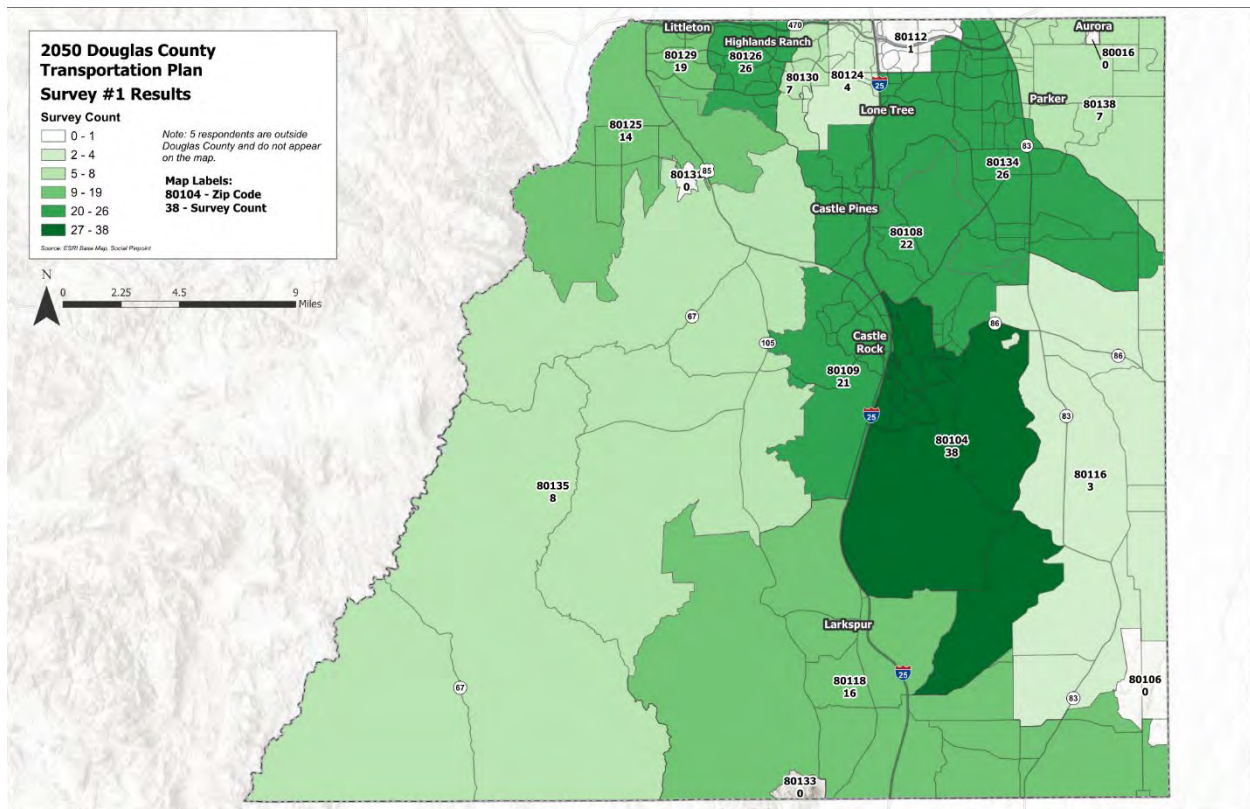 2050 Douglas County
Transportation Plan
Survey #1 Results
Survey Count
0 - 1
2 - 4
5 - 8
9 - 19
20 - 26
27 - 38
Note: 5 respondents are outside
Douglas County and do not appear
on the map.
Map Labels:
80104 - Zip Code
38 - Survey Count
Source: ESRI Base Map, Social Pinpoint
N
0 2.25 4.5 9
Miles
Littleton
470
Highlands Ranch
Aurora
80112
1
80129
19
80126
26
80016
0
80130
7
80124
4
25
Lone Tree
Parker
80138
7
80125
14
83
80131
0
85
80134
26
Castle Pines
80108
22
67
105
86
86
Castle
Rock
80109
21
25
83
80104
38
80116
3
80135
8
Larkspur
25
67
80118
16
83
80106
0
80133
0